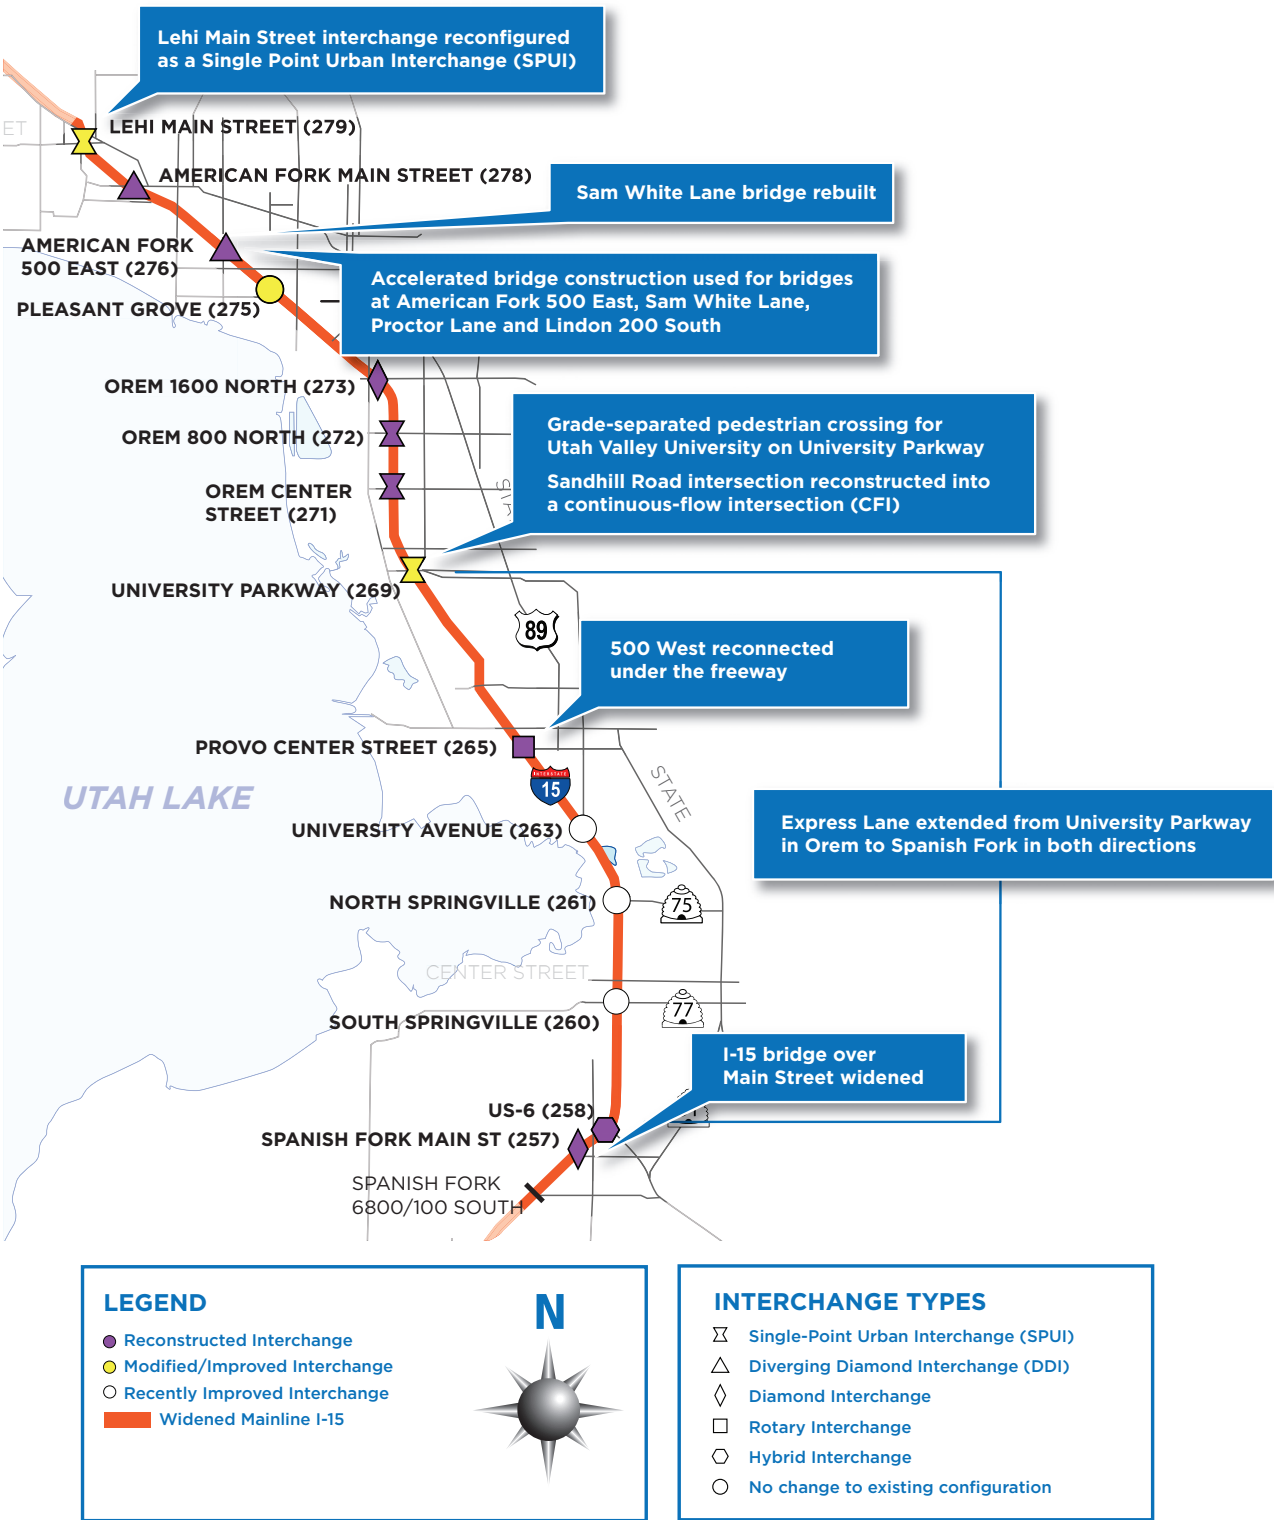 Lehi Main Street interchange reconfigured
as a Single Point Urban Interchange (SPUI)
LEHI MAIN STREET (279)
AMERICAN FORK MAIN STREET (278)
Sam White Lane bridge rebuilt
AMERICAN FORK
500 EAST (276)
Accelerated bridge construction used for bridges
at American Fork 500 East, Sam White Lane,
Proctor Lane and Lindon 200 South
PLEASANT GROVE (275)
OREM 1600 NORTH (273)
OREM 800 NORTH (272)
Grade-separated pedestrian crossing for
Utah Valley University on University Parkway
Sandhill Road intersection reconstructed into
a continuous-flow intersection (CFI)
OREM CENTER
STREET (271)
UNIVERSITY PARKWAY (269)
89
500 West reconnected
under the freeway
PROVO CENTER STREET (265)
INTERSTATE
15
STATE
UTAH LAKE
UNIVERSITY AVENUE (263)
Express Lane extended from University Parkway
in Orem to Spanish Fork in both directions
NORTH SPRINGVILLE (261)
75
CENTER STREET
77
SOUTH SPRINGVILLE (260)
I-15 bridge over
Main Street widened
US-6 (258)
SPANISH FORK MAIN ST (257)
SPANISH FORK
6800/100 SOUTH
LEGEND
Reconstructed Interchange
Modified/Improved Interchange
Recently Improved Interchange
Widened Mainline I-15
N
INTERCHANGE TYPES
Single-Point Urban Interchange (SPUI)
Diverging Diamond Interchange (DDI)
Diamond Interchange
Rotary Interchange
Hybrid Interchange
No change to existing configuration